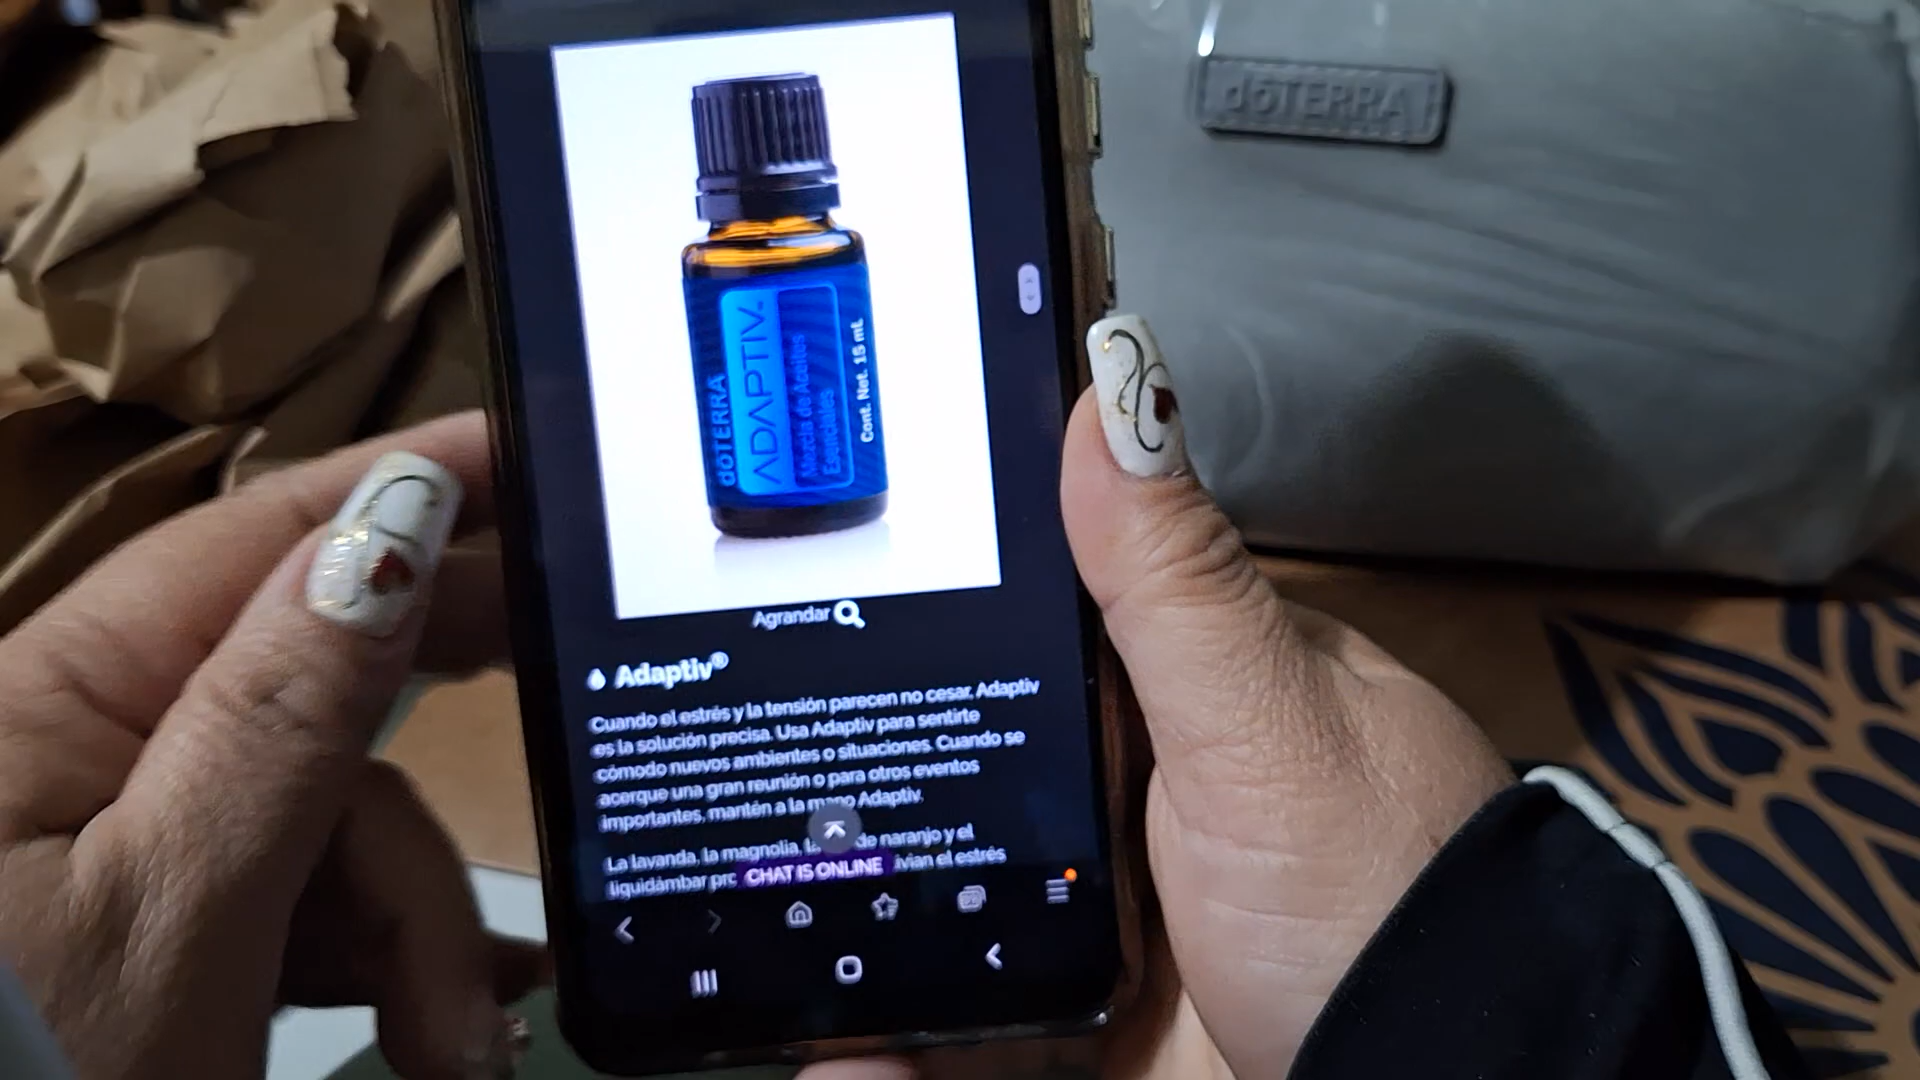 dōTERRA
dōTERRA
ADAPTIV™
Mezcla de Aceites
Esenciales
Cont. Net. 15 mL
Agrandar
Adaptiv®
Cuando el estrés y la tensión parecen no cesar, Adaptiv
es la solución precisa. Usa Adaptiv para sentirte
cómodo nuevos ambientes o situaciones. Cuando se
acerque una gran reunión o para otros eventos
importantes, mantén a la mano Adaptiv.
La lavanda, la magnolia, la de naranjo y el
liquidámbar ivian el estrés
CHAT IS ONLINE